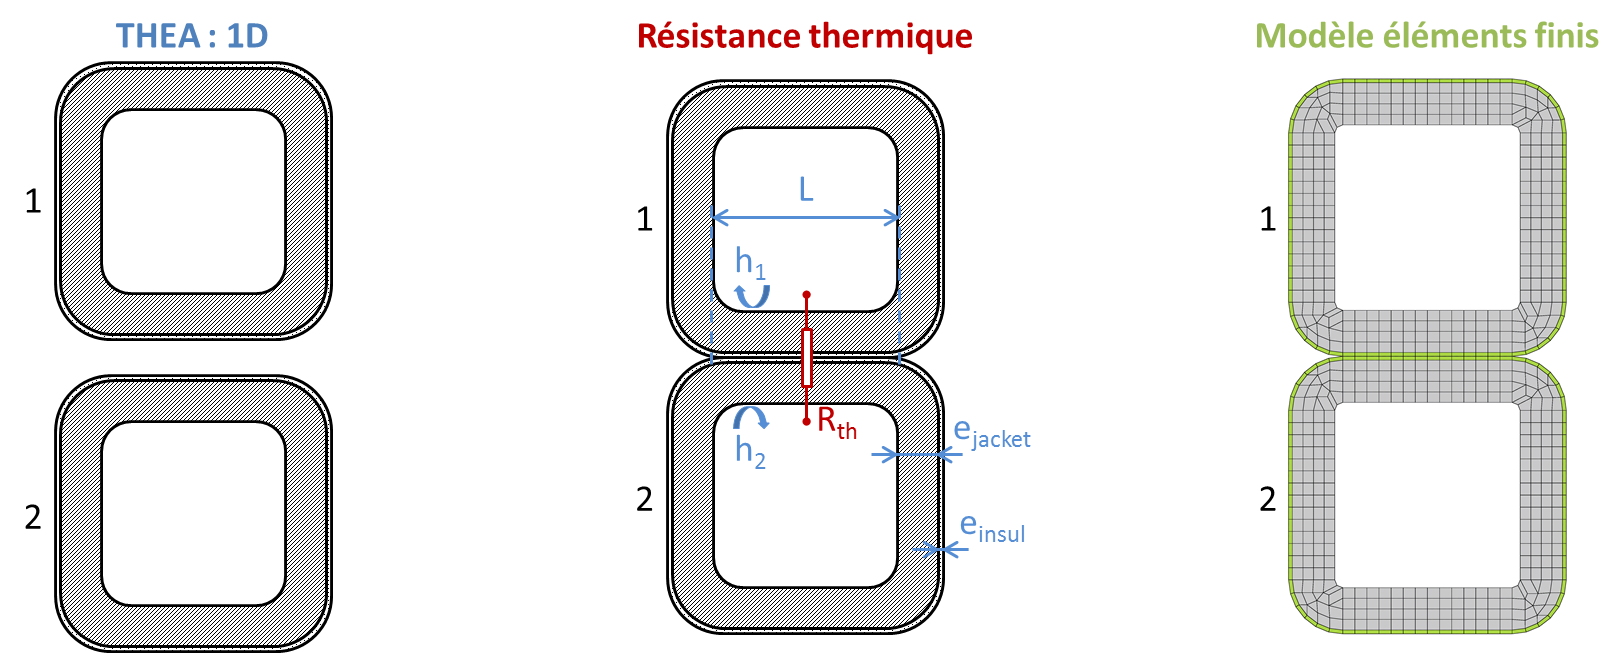 THEA : 1D
Résistance thermique
Modèle éléments finis
1
2
1
L
h1
Rth
h2
ejacket
2
einsul
1
2